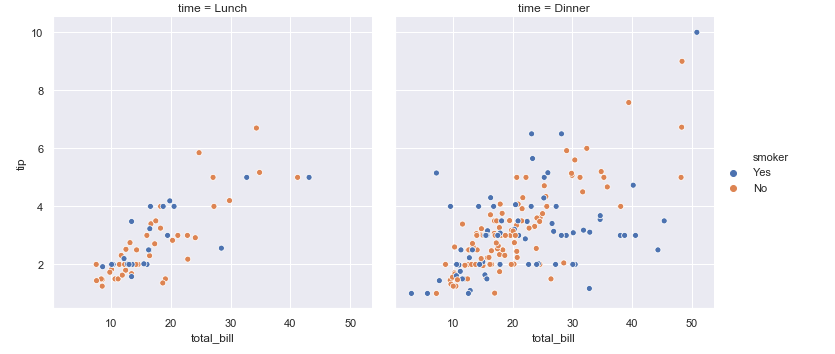 time = Lunch
time = Dinner
10
8
6
4
2
tip
10
20
30
40
50
10
20
30
40
50
total_bill
total_bill
smoker
Yes
No